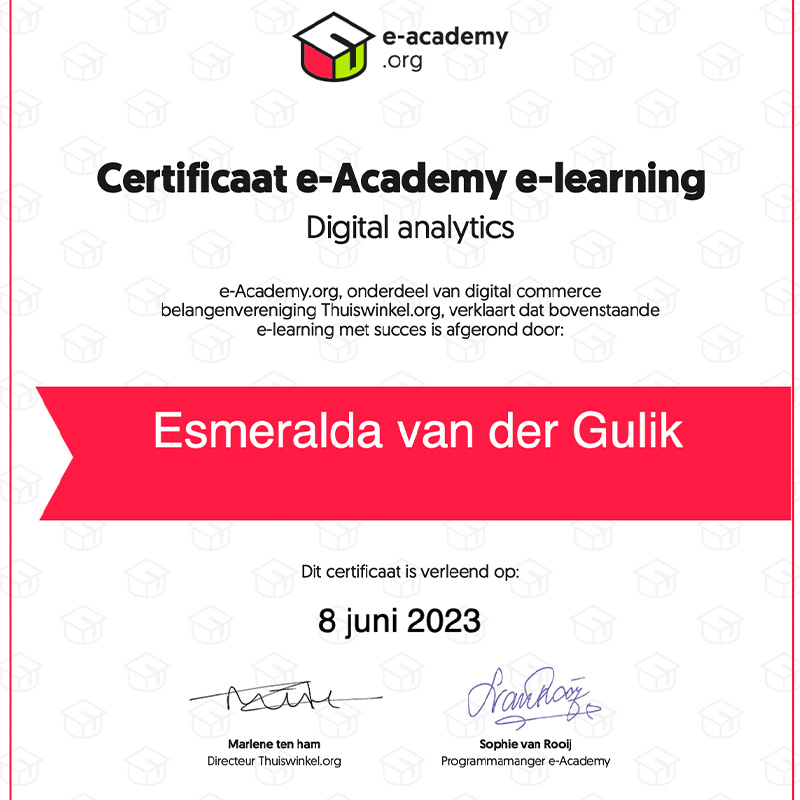 e-academy
.org
Certificaat e-Academy e-learning
Digital analytics
e-Academy.org, onderdeel van digital commerce
belangenvereniging Thuiswinkel.org, verklaart dat bovenstaande
e-learning met succes is afgerond door:
Esmeralda van der Gulik
Dit certificaat is verleend op:
8 juni 2023
SvanRooij
Marlene ten ham
Sophie van Rooij
Directeur Thuiswinkel.org
Programmamanger e-Academy